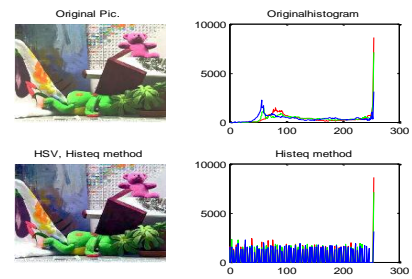 Original Pic.
Originalhistogram
10000
5000
0
0 100 200 300
HSV, Histeq method
Histeq method
10000
5000
0
0 100 200 300